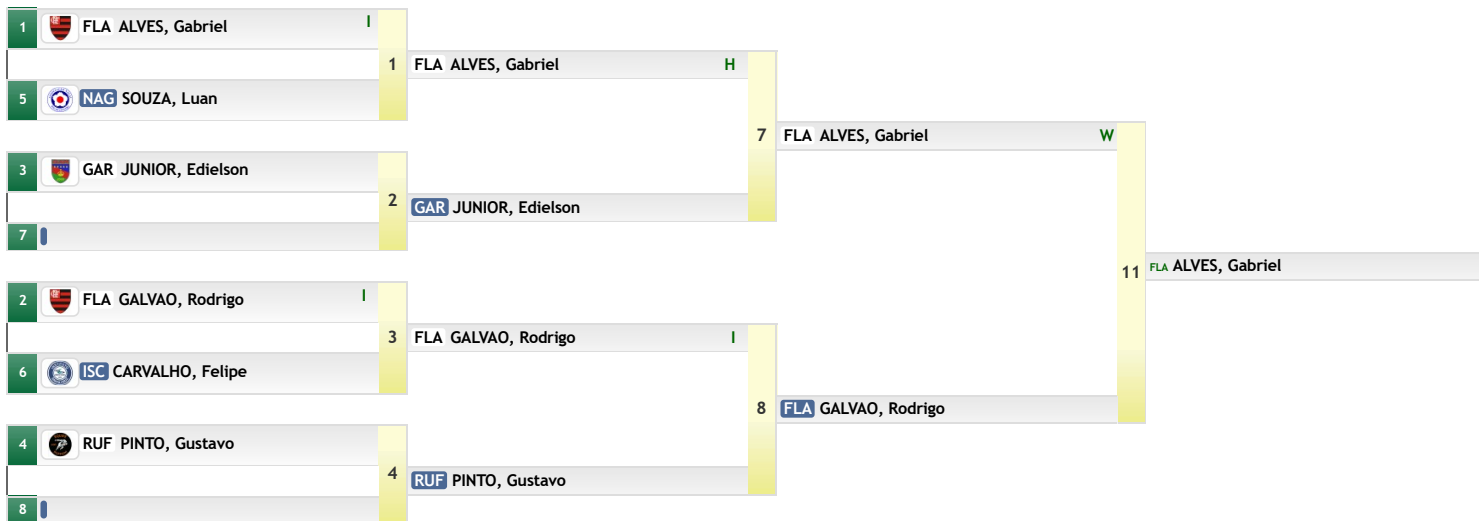 1 FLA ALVES, Gabriel I
1 FLA ALVES, Gabriel H
5 NAG SOUZA, Luan
7 FLA ALVES, Gabriel W
3 GAR JUNIOR, Edielson
2 GAR JUNIOR, Edielson
7
11 FLA ALVES, Gabriel
2 FLA GALVAO, Rodrigo I
3 FLA GALVAO, Rodrigo I
6 ISC CARVALHO, Felipe
8 FLA GALVAO, Rodrigo
4 RUF PINTO, Gustavo
4 RUF PINTO, Gustavo
8